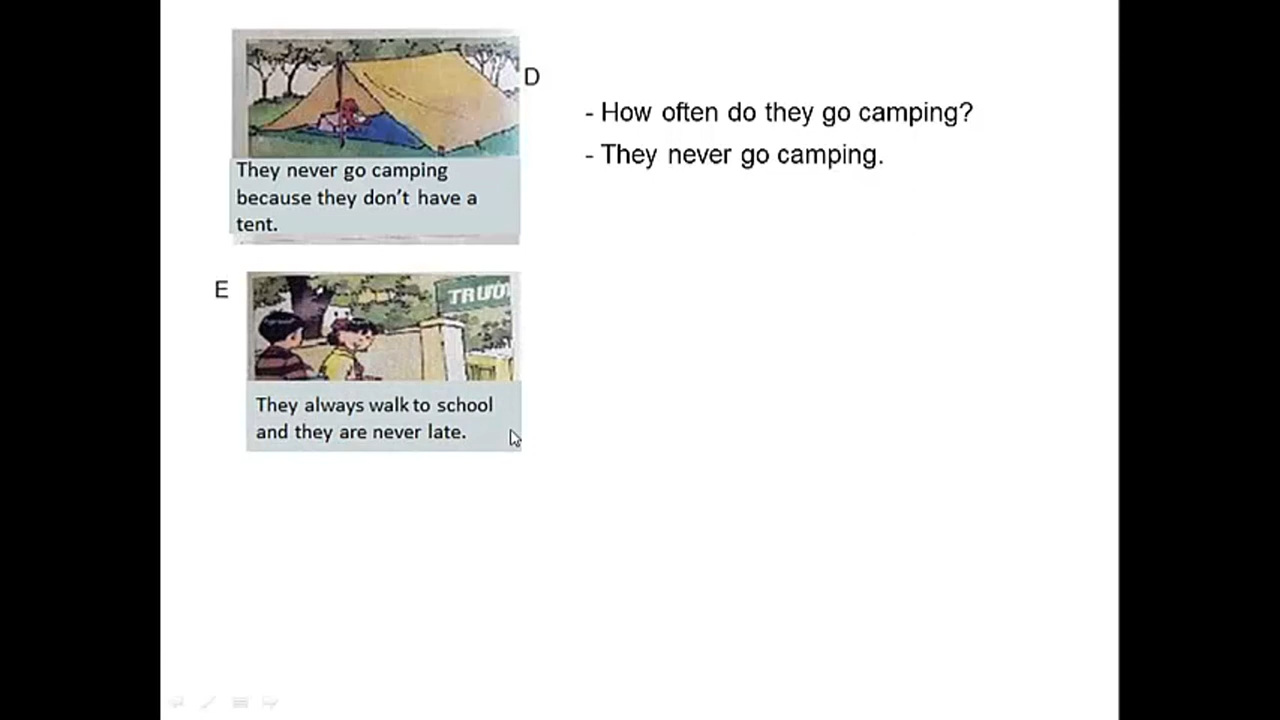 D
- How often do they go camping?
- They never go camping.
They never go camping
because they don't have a
tent.
E
TRƯỜ
They always walk to school
and they are never late.